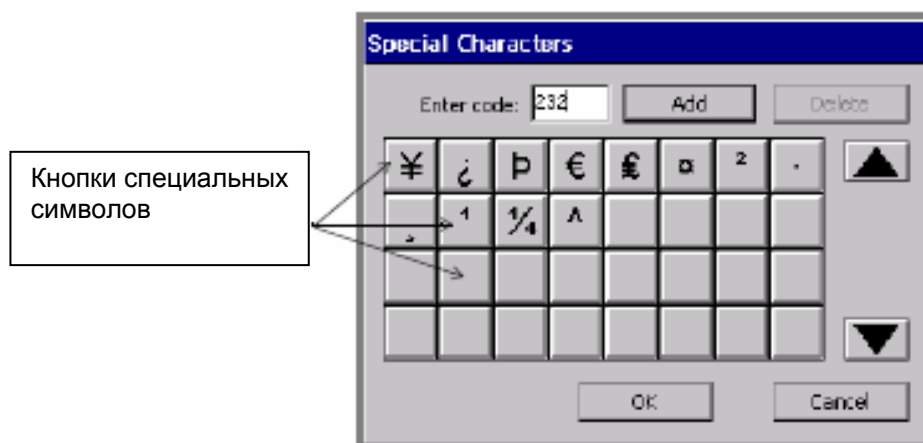 Special Characters
Enter code: 232 Add Delete
¥ ¿ Þ € £ ¤ ² ·
Кнопки специальных
символов
¸ ¹ ¼ ^
OK Cancel